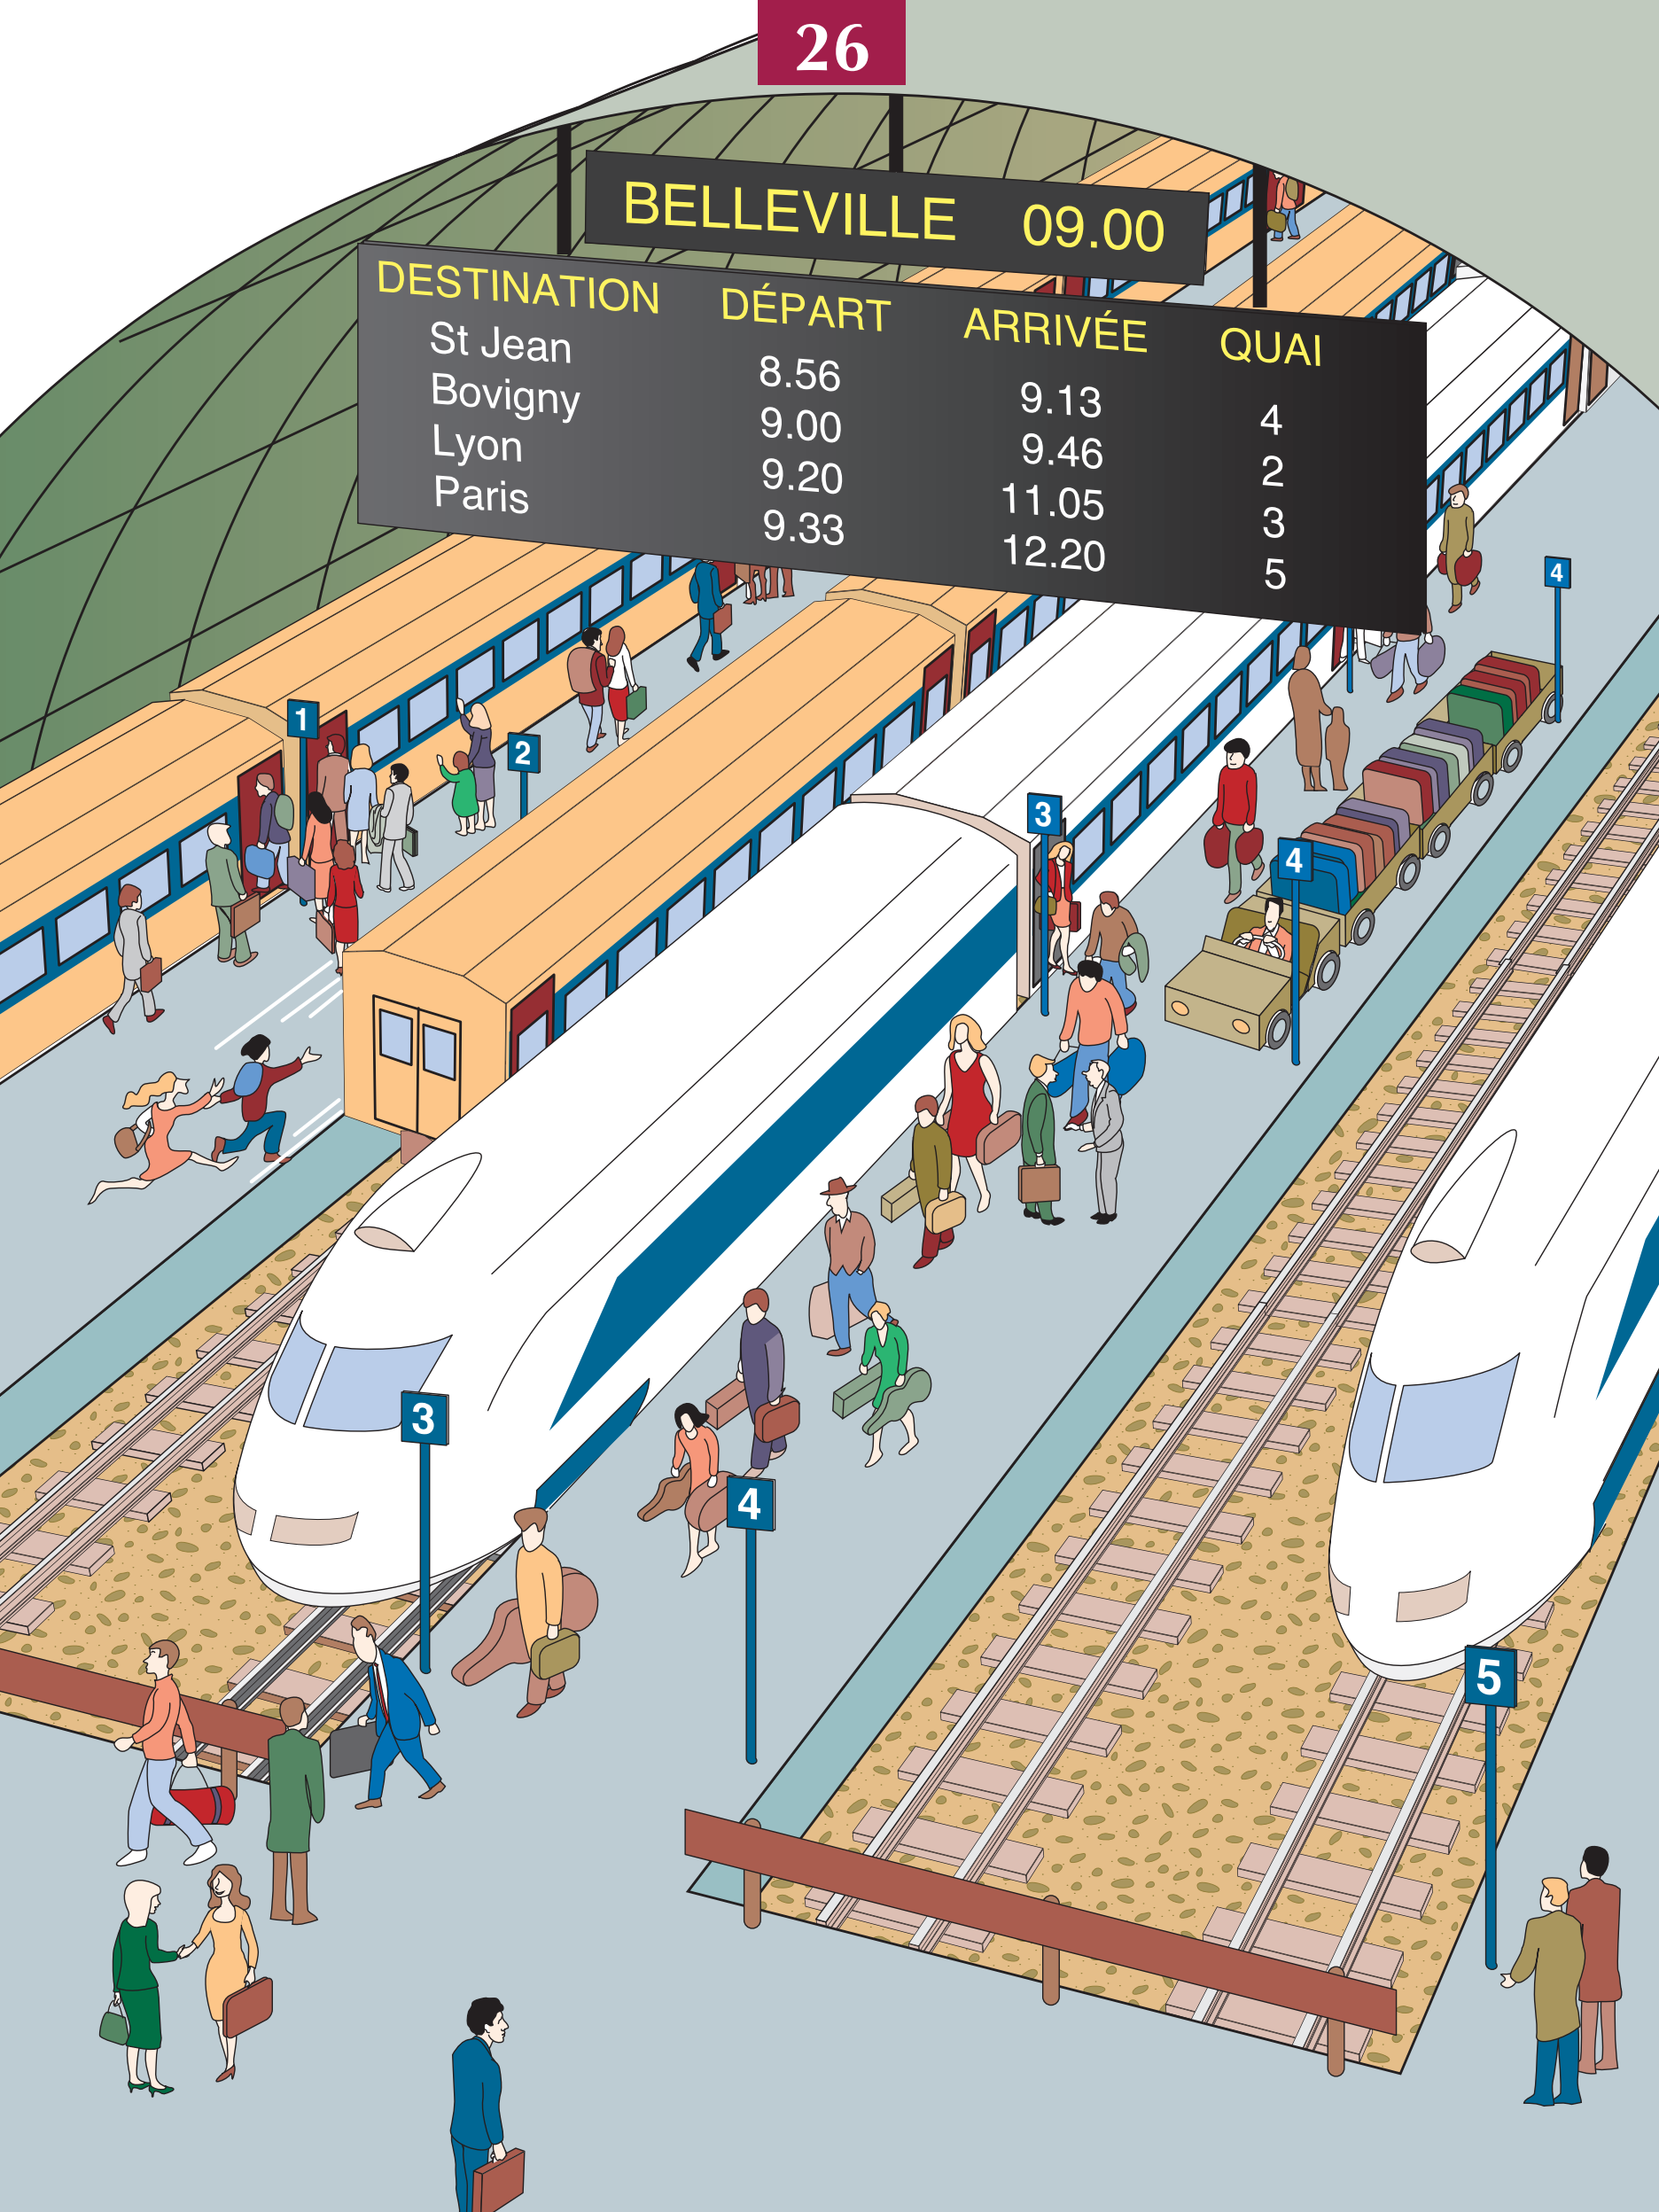 26
BELLEVILLE 09.00
DESTINATION DÉPART ARRIVÉE QUAI
St Jean 8.56 9.13 4
Bovigny 9.00 9.46 2
Lyon 9.20 11.05 3
Paris 9.33 12.20 5
4
1
2
3
4
3
4
5